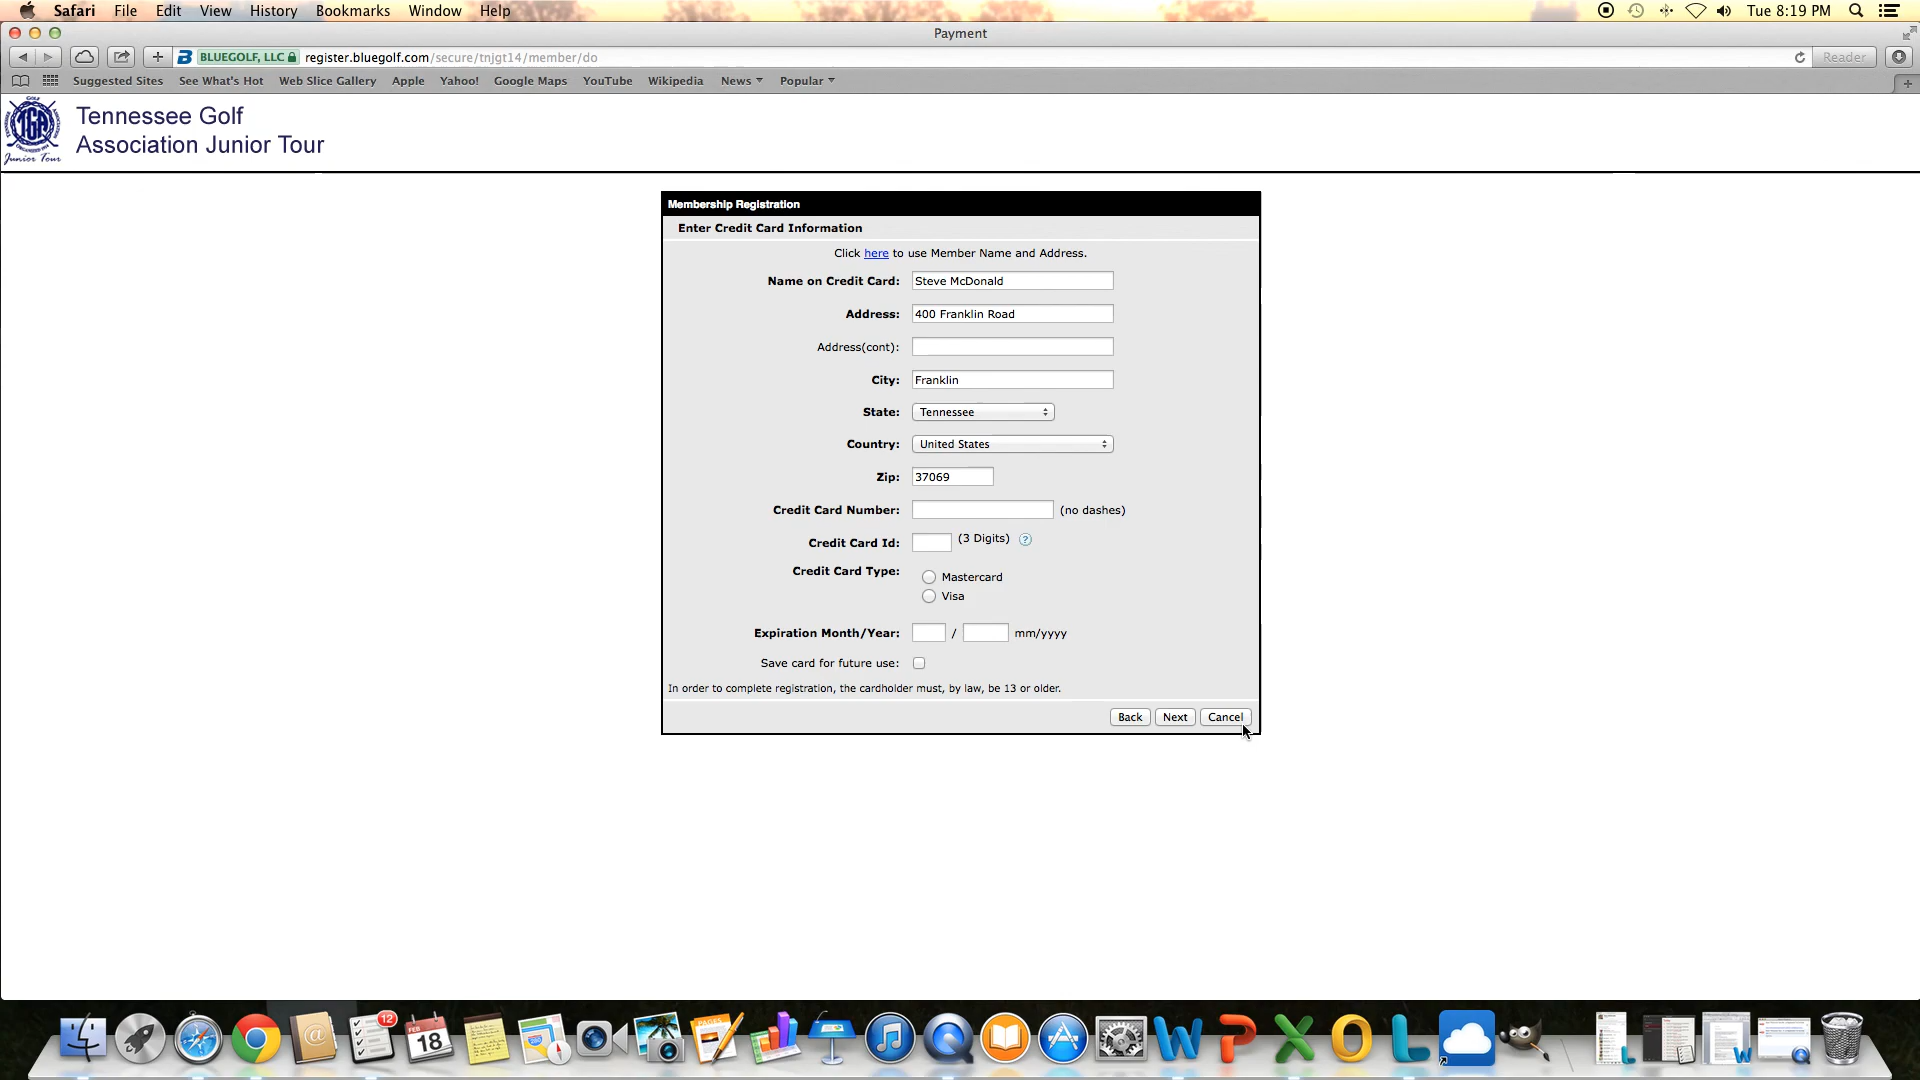 Safari File Edit View History Bookmarks Window Help Tue 8:19 PM
Payment
BLUEGOLF, LLC register.bluegolf.com/secure/tnjgt14/member/do Reader
Suggested Sites See What's Hot Web Slice Gallery Apple Yahoo! Google Maps YouTube Wikipedia News Popular
TGA
Junior Tour
Tennessee Golf
Association Junior Tour
Membership Registration
Enter Credit Card Information
Click here to use Member Name and Address.
Name on Credit Card: Steve McDonald
Address: 400 Franklin Road
Address(cont):
City: Franklin
State: Tennessee
Country: United States
Zip: 37069
Credit Card Number: (no dashes)
Credit Card Id: (3 Digits) ?
Credit Card Type: Mastercard
Visa
Expiration Month/Year: / mm/yyyy
Save card for future use:
In order to complete registration, the cardholder must, by law, be 13 or older.
Back Next Cancel
12
FEB
18
PAGES